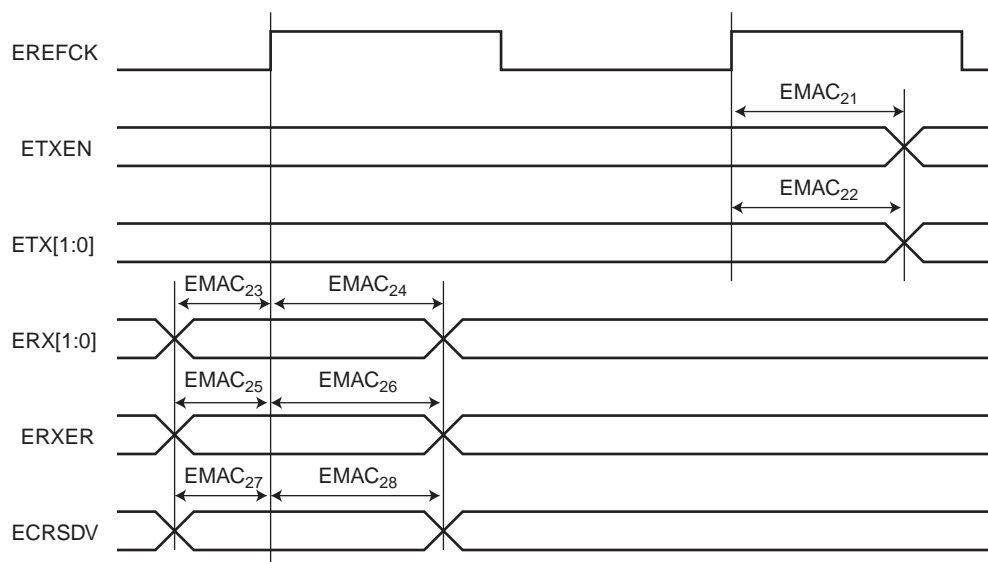 EREFCK
EMAC21
ETXEN
EMAC22
ETX[1:0]
EMAC23 EMAC24
ERX[1:0]
EMAC25 EMAC26
ERXER
EMAC27 EMAC28
ECRSDV